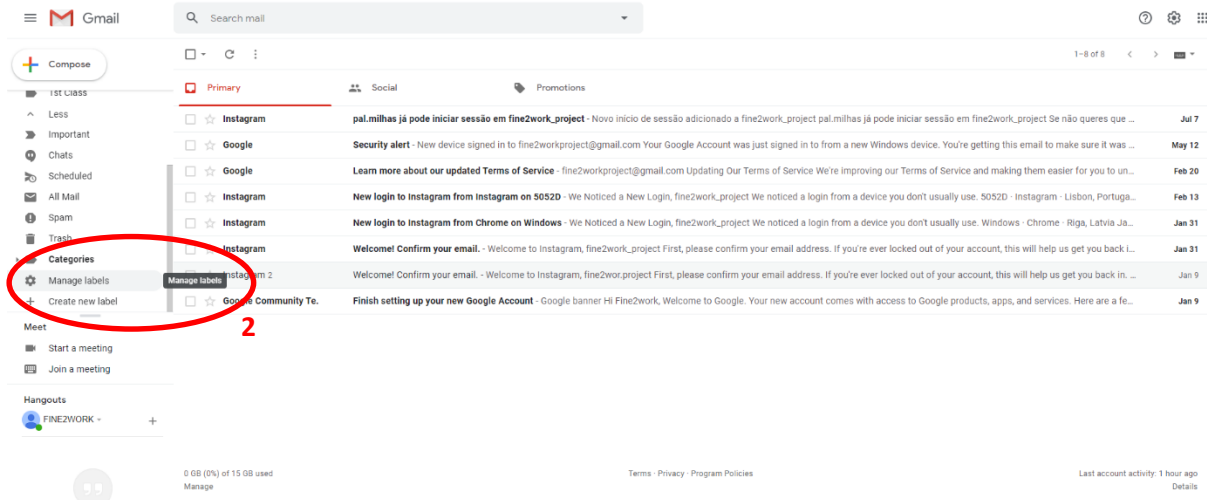 Gmail
Search mail
Compose
1–8 of 8
Primary
Social
Promotions
1st Class
Less
Important
Chats
Scheduled
All Mail
Spam
Trash
Categories
Manage labels
Manage labels
Create new label
Instagram pal.milhas já pode iniciar sessão em fine2work_project - Novo início de sessão adicionado a fine2work_project pal.milhas já pode iniciar sessão em fine2work_project Se não queres que ... Jul 7
Google Security alert - New device signed in to fine2workproject@gmail.com Your Google Account was just signed in to from a new Windows device. You're getting this email to make sure it was ... May 12
Google Learn more about our updated Terms of Service - fine2workproject@gmail.com Updating Our Terms of Service We're improving our Terms of Service and making them easier for you to un... Feb 20
Instagram New login to Instagram from Instagram on 5052D - We Noticed a New Login, fine2work_project We noticed a login from a device you don't usually use. 5052D · Instagram · Lisbon, Portuga... Feb 13
Instagram New login to Instagram from Chrome on Windows - We Noticed a New Login, fine2work_project We noticed a login from a device you don't usually use. Windows · Chrome · Riga, Latvia Ja... Jan 31
Instagram Welcome! Confirm your email. - Welcome to Instagram, fine2work_project First, please confirm your email address. If you're ever locked out of your account, this will help us get you back i... Jan 31
Instagram 2 Welcome! Confirm your email. - Welcome to Instagram, fine2wor.project First, please confirm your email address. If you're ever locked out of your account, this will help us get you back in. ... Jan 9
Google Community Te. Finish setting up your new Google Account - Google banner Hi Fine2work, Welcome to Google. Your new account comes with access to Google products, apps, and services. Here are a fe... Jan 9
2
Meet
Start a meeting
Join a meeting
Hangouts
FINE2WORK
0 GB (0%) of 15 GB used
Manage
Terms · Privacy · Program Policies
Last account activity: 1 hour ago
Details